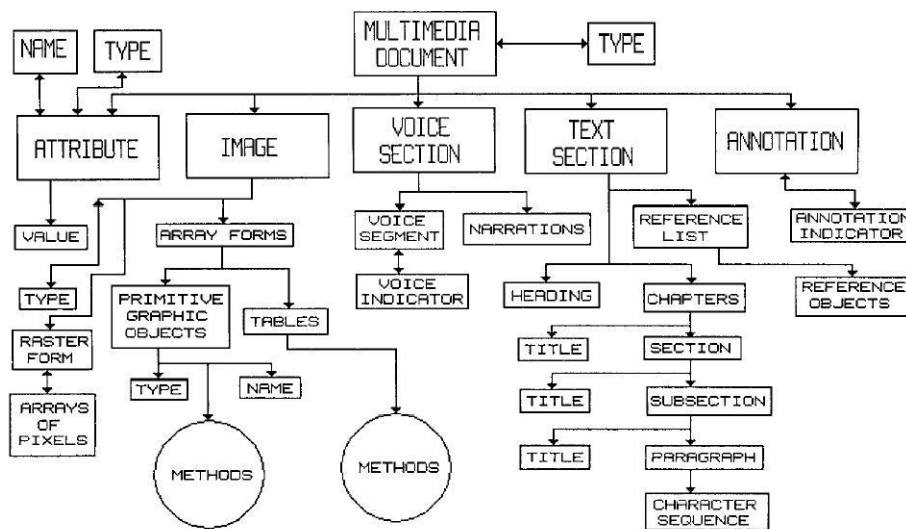 MULTIMEDIA
DOCUMENT
TYPE
NAME
TYPE
ATTRIBUTE
IMAGE
VOICE
SECTION
TEXT
SECTION
ANNOTATION
VALUE
ARRAY FORMS
VOICE
SEGMENT
NARRATIONS
REFERENCE
LIST
ANNOTATION
INDICATOR
TYPE
PRIMITIVE
GRAPHIC
OBJECTS
TABLES
VOICE
INDICATOR
HEADING
CHAPTERS
REFERENCE
OBJECTS
RASTER
FORM
TITLE
SECTION
TYPE
NAME
ARRAYS
OF
PIXELS
TITLE
SUBSECTION
METHODS
METHODS
TITLE
PARAGRAPH
CHARACTER
SEQUENCE